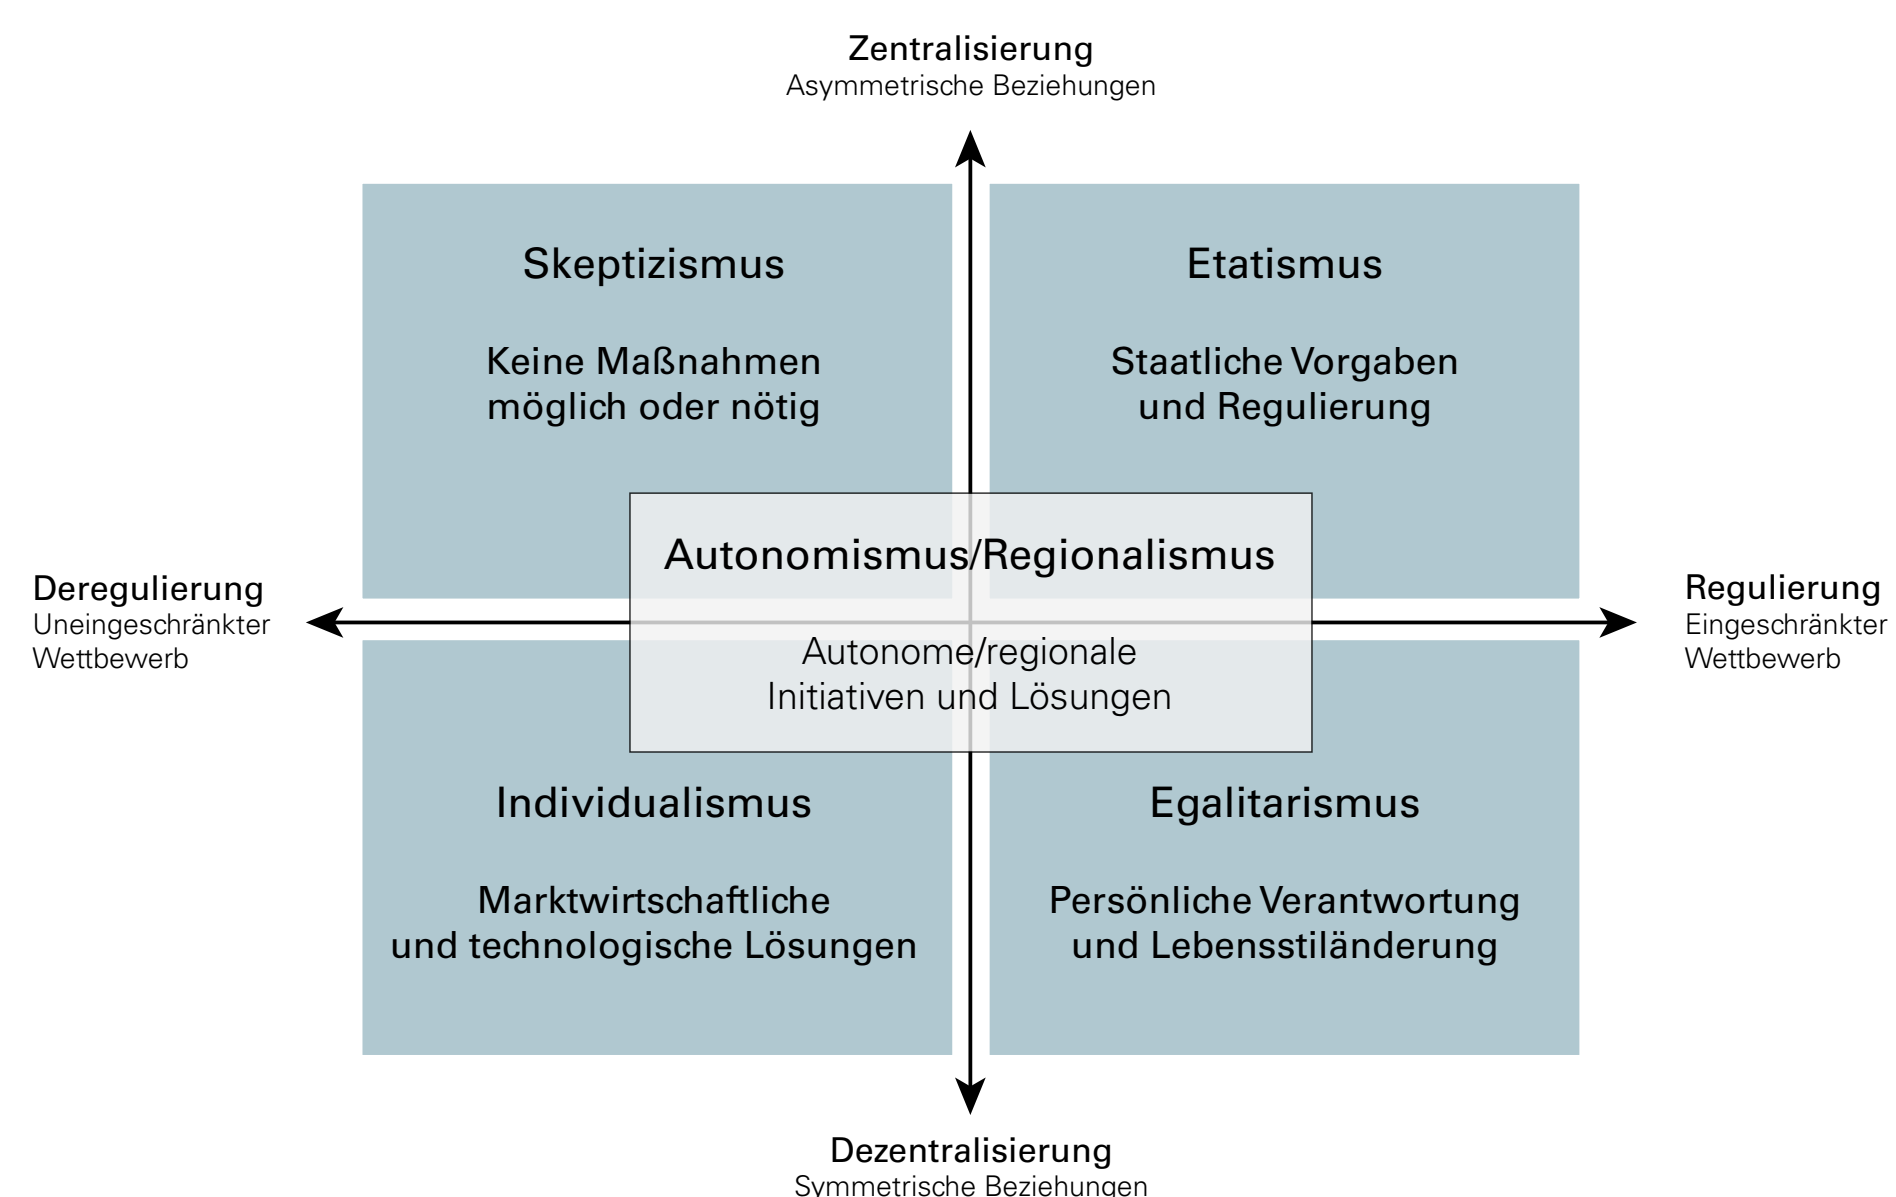 Zentralisierung
Asymmetrische Beziehungen
Skeptizismus
Keine Maßnahmen
möglich oder nötig
Etatismus
Staatliche Vorgaben
und Regulierung
Deregulierung
Uneingeschränkter
Wettbewerb
Autonomismus/Regionalismus
Autonome/regionale
Initiativen und Lösungen
Regulierung
Eingeschränkter
Wettbewerb
Individualismus
Marktwirtschaftliche
und technologische Lösungen
Egalitarismus
Persönliche Verantwortung
und Lebensstiländerung
Dezentralisierung
Symmetrische Beziehungen